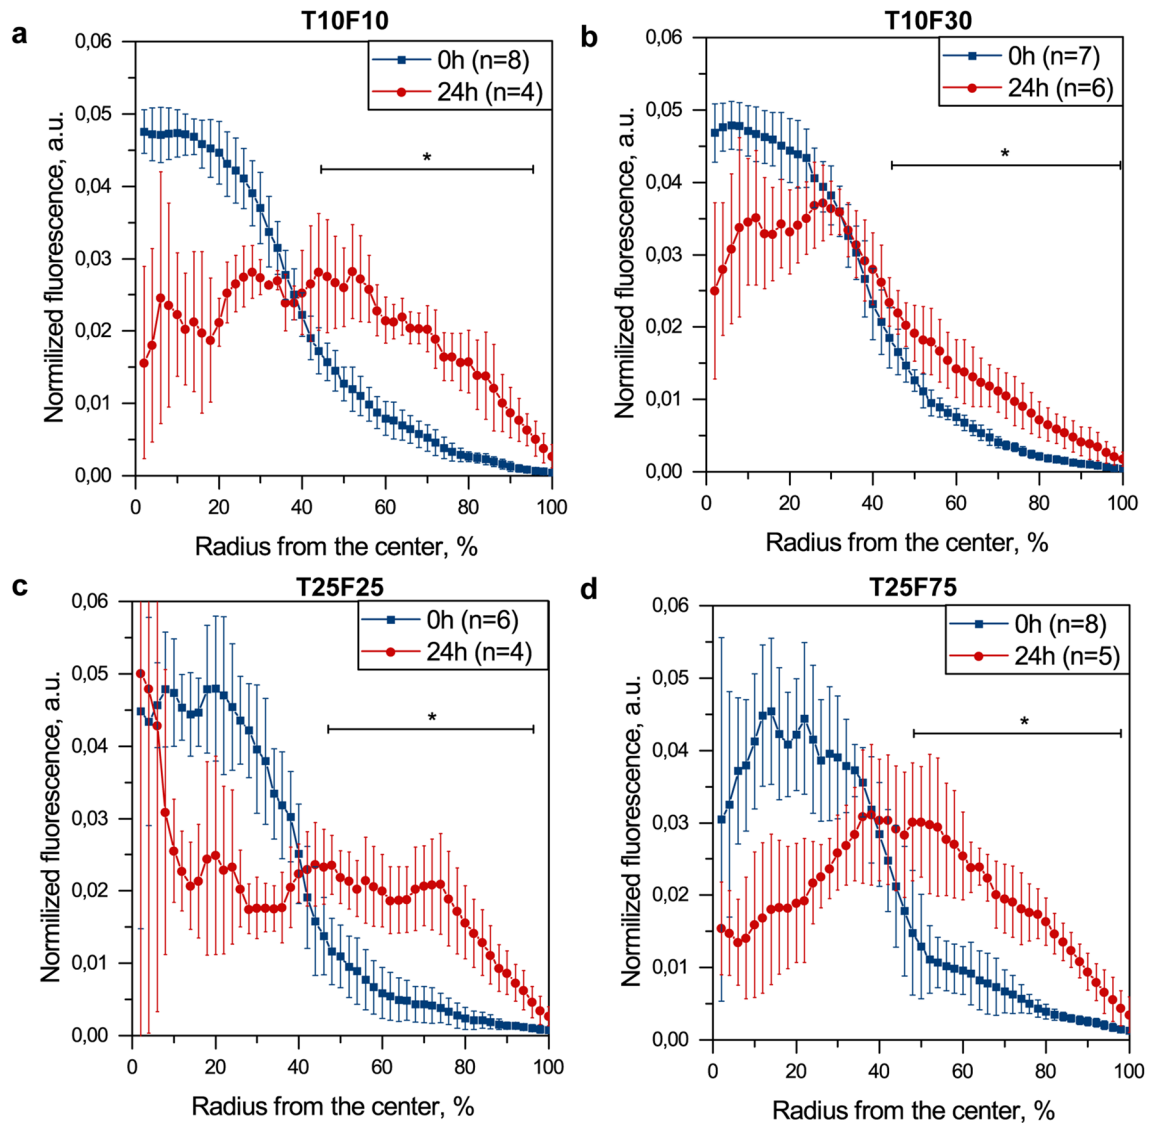 a
T10F10
0,06
0,05
0,04
0,03
0,02
0,01
0,00
Normilized fluorescence, a.u.
0h (n=8)
24h (n=4)
*
0 20 40 60 80 100
Radius from the center, %
b
T10F30
0,06
0,05
0,04
0,03
0,02
0,01
0,00
Normilized fluorescence, a.u.
0h (n=7)
24h (n=6)
*
0 20 40 60 80 100
Radius from the center, %
c
T25F25
0,06
0,05
0,04
0,03
0,02
0,01
0,00
Normilized fluorescence, a.u.
0h (n=6)
24h (n=4)
*
0 20 40 60 80 100
Radius from the center, %
d
T25F75
0,06
0,05
0,04
0,03
0,02
0,01
0,00
Normilized fluorescence, a.u.
0h (n=8)
24h (n=5)
*
0 20 40 60 80 100
Radius from the center, %